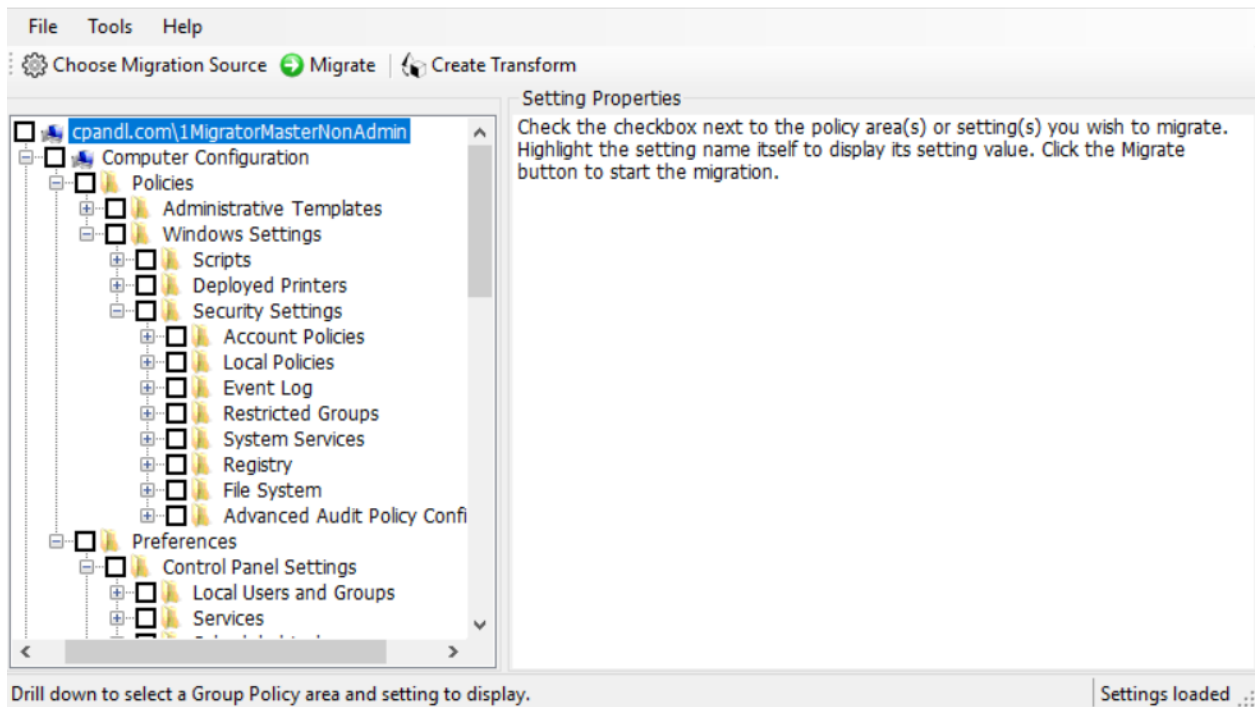 File Tools Help
Choose Migration Source Migrate Create Transform
Setting Properties
cpandl.com\1MigratorMasterNonAdmin
Computer Configuration
Policies
Administrative Templates
Windows Settings
Scripts
Deployed Printers
Security Settings
Account Policies
Local Policies
Event Log
Restricted Groups
System Services
Registry
File System
Advanced Audit Policy Confi
Preferences
Control Panel Settings
Local Users and Groups
Services
Check the checkbox next to the policy area(s) or setting(s) you wish to migrate.
Highlight the setting name itself to display its setting value. Click the Migrate
button to start the migration.
Drill down to select a Group Policy area and setting to display.
Settings loaded